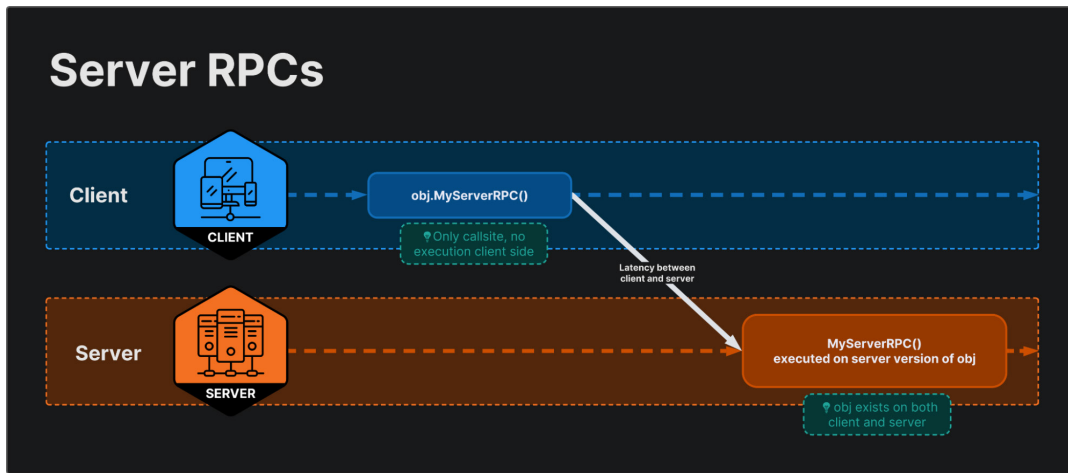 Server RPCs
Client
CLIENT
obj.MyServerRPC()
Only callsite, no
execution client side
Latency between
client and server
Server
SERVER
MyServerRPC()
executed on server version of obj
obj exists on both
client and server